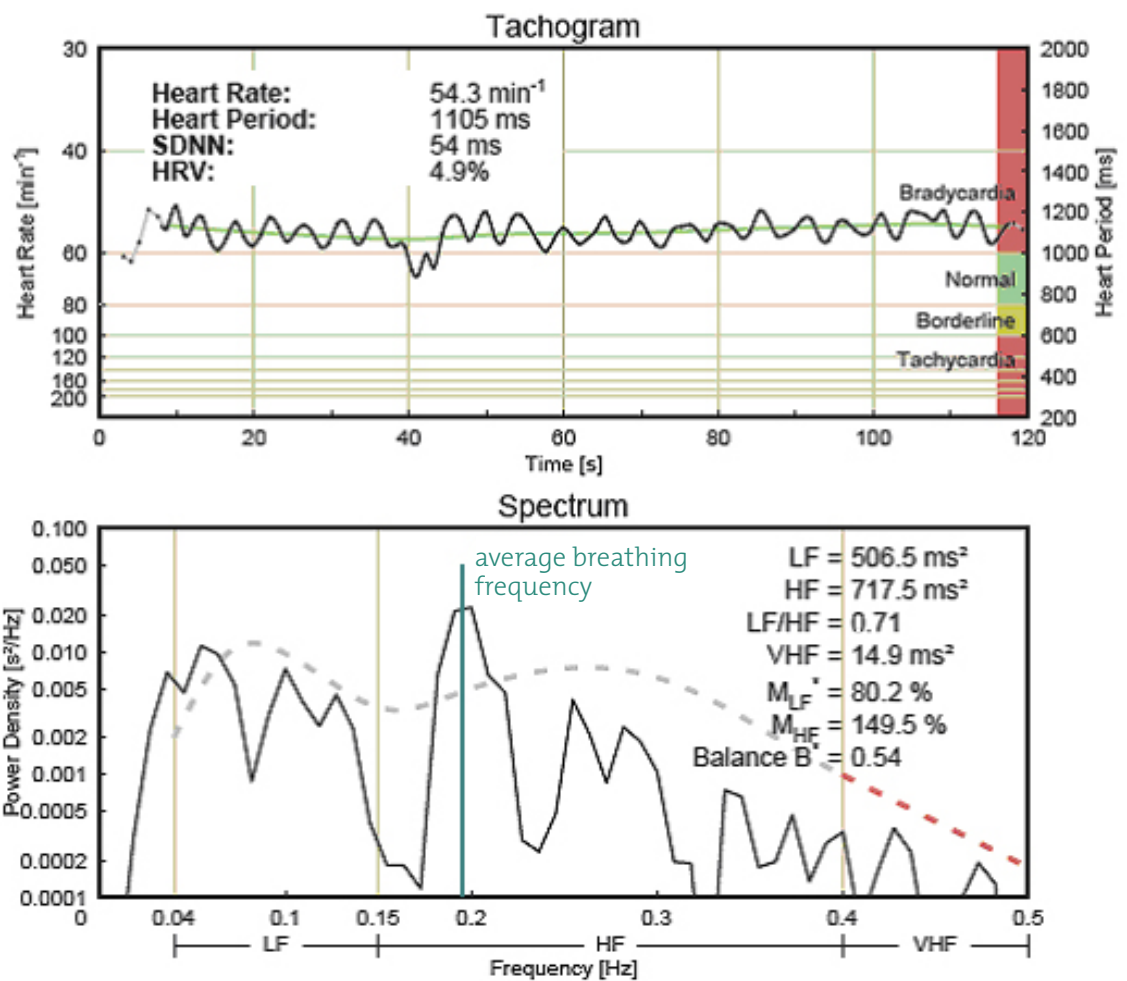 Tachogram
30
40
60
80
100
120
160
200
Heart Rate [min⁻¹]
Heart Rate: 54.3 min⁻¹
Heart Period: 1105 ms
SDNN: 54 ms
HRV: 4.9%
Bradycardia
Normal
Borderline
Tachycardia
2000
1800
1600
1400
1200
1000
800
600
400
200
Heart Period [ms]
0 20 40 60 80 100 120
Time [s]
Spectrum
0.100
0.050
0.020
0.010
0.005
0.002
0.001
0.0005
0.0002
0.0001
Power Density [s²/Hz]
average breathing
frequency
LF = 506.5 ms²
HF = 717.5 ms²
LF/HF = 0.71
VHF = 14.9 ms²
M_LF* = 80.2 %
M_HF = 149.5 %
Balance B* = 0.54
0 0.04 0.1 0.15 0.2 0.3 0.4 0.5
LF HF VHF
Frequency [Hz]